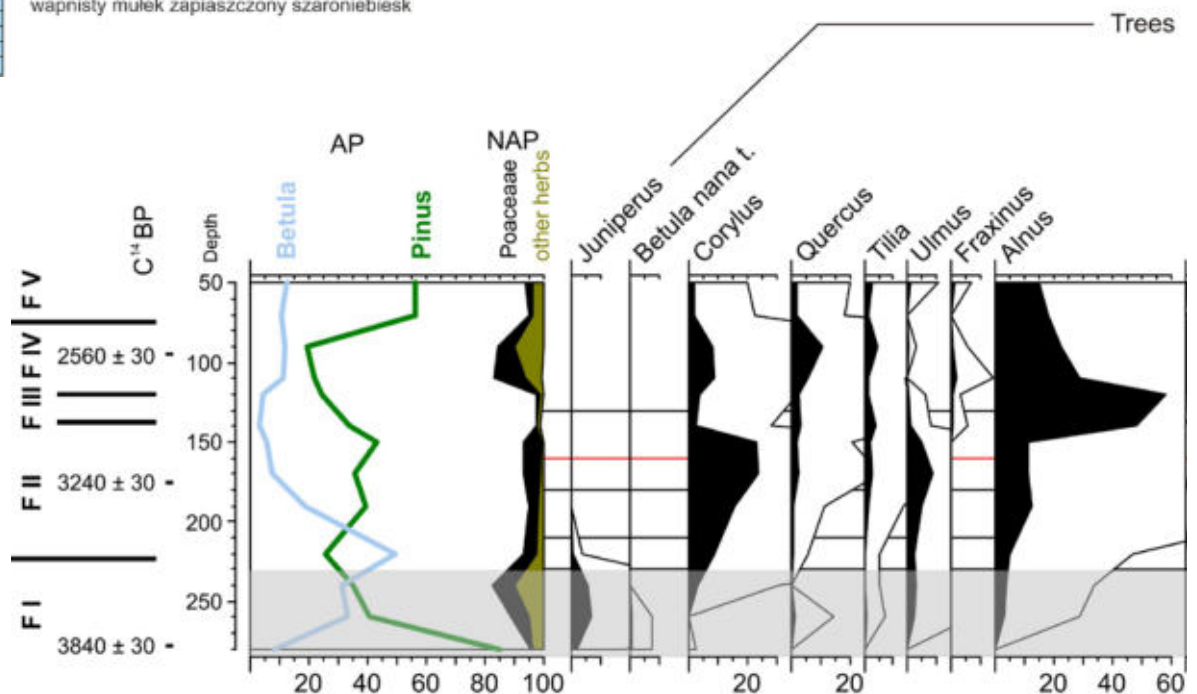 wapnisty mułek zapiaszczony szaroniebiesk
Trees
AP
NAP
C¹⁴ BP
Depth
Betula
Pinus
Poaceaae
other herbs
Juniperus
Betula nana t.
Corylus
Quercus
Tilia
Ulmus
Fraxinus
Alnus
F V
F IV
F III
F II
F I
2560 ± 30
3240 ± 30
3840 ± 30
50
100
150
200
250
20 40 60 80 100 20 20 20 40 60